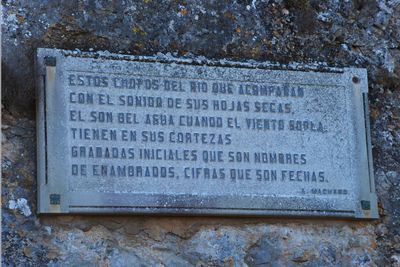 ESTOS CHOPOS DEL RIO QUE ACOMPAÑAN
CON EL SONIDO DE SUS HOJAS SECAS,
EL SON DEL AGUA CUANDO EL VIENTO SOPLA,
TIENEN EN SUS CORTEZAS
GRABADAS INICIALES QUE SON NOMBRES
DE ENAMORADOS, CIFRAS QUE SON FECHAS.
A. MACHADO